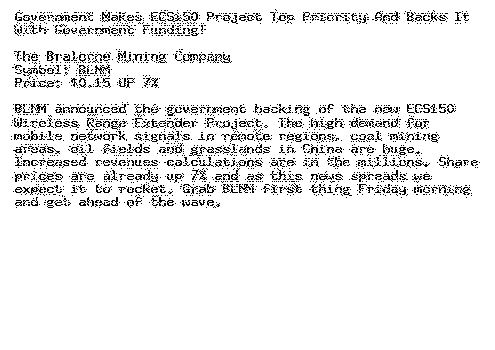 Government Makes ECS150 Project Top Priority And Backs It
With Government Funding!
The Bralorne Mining Company
Symbol: BLNM
Price: $0.15 UP 7%
BLNM announced the government backing of the new ECS150
Wireless Range Extender Project. The high demand for
mobile network signals in remote regions, coal mining
areas, oil fields and grasslands in China are huge.
Increased revenues calculations are in the millions. Share
prices are already up 7% and as this news spreads we
expect it to rocket. Grab BLNM first thing Friday morning
and get ahead of the wave.